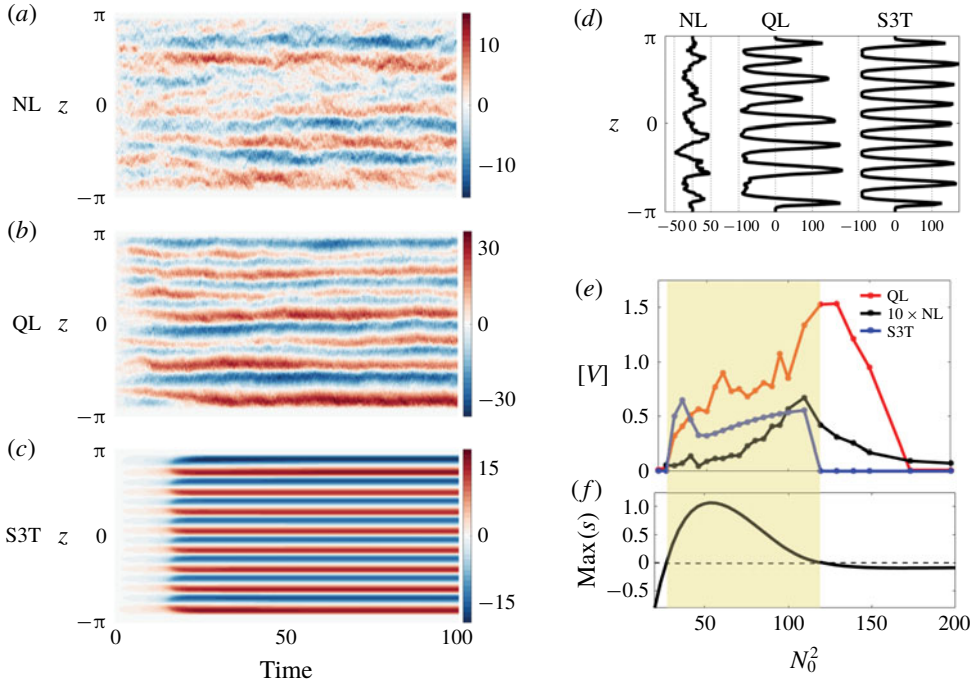 (a)
π
15
10
NL z 0
0
−10
−π
(b)
π
30
QL z 0
0
−30
−π
(c)
π
15
S3T z 0
0
−15
−π
0 50 100
Time
(d) NL QL S3T
π
z 0
−π
−50 0 50 −100 0 100 −100 0 100
(e)
1.5
1.0
0.5
0
[V]
QL
10 × NL
S3T
(f)
1.0
0.5
0
−0.5
Max(s)
50 100 150 200
N₀²